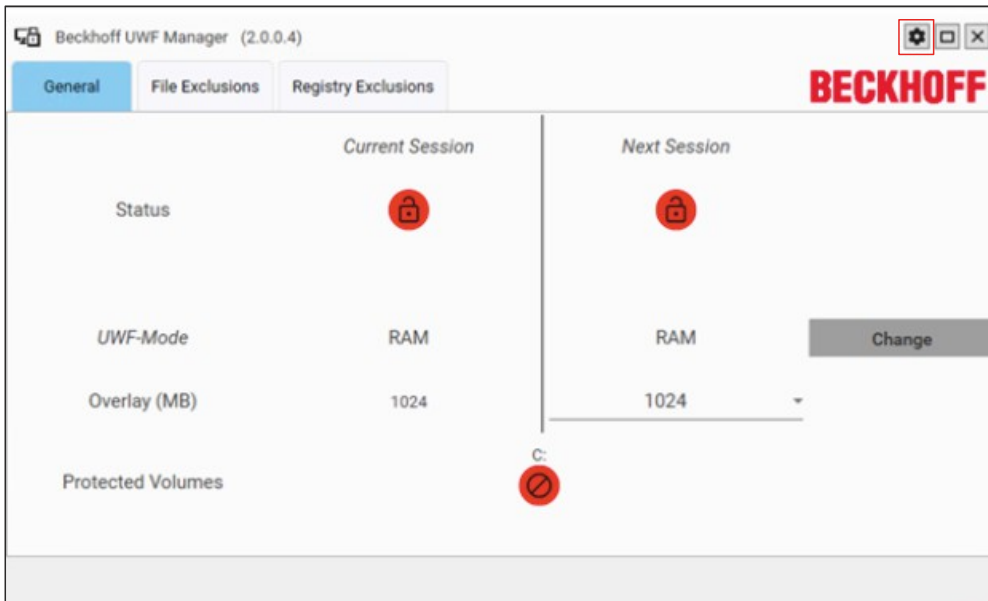 Beckhoff UWF Manager (2.0.0.4)
General File Exclusions Registry Exclusions
BECKHOFF
Current Session Next Session
Status
UWF-Mode RAM RAM Change
Overlay (MB) 1024 1024
C:
Protected Volumes